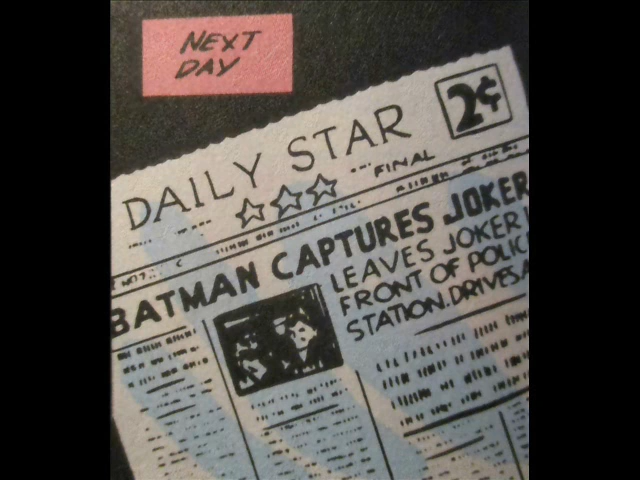 NEXT
DAY
2¢
DAILY STAR
FINAL
BATMAN CAPTURES JOKER
LEAVES JOKER
FRONT OF POLIC
STATION. DRIVES A